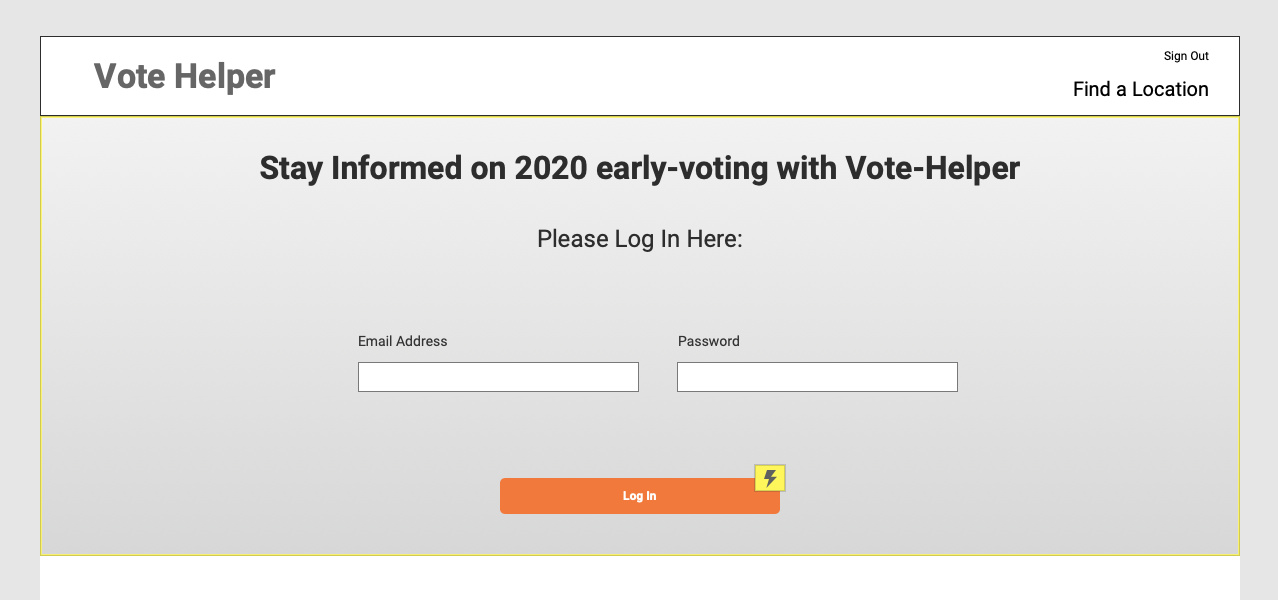 Vote Helper
Sign Out
Find a Location
Stay Informed on 2020 early-voting with Vote-Helper
Please Log In Here:
Email Address
Password
Log In